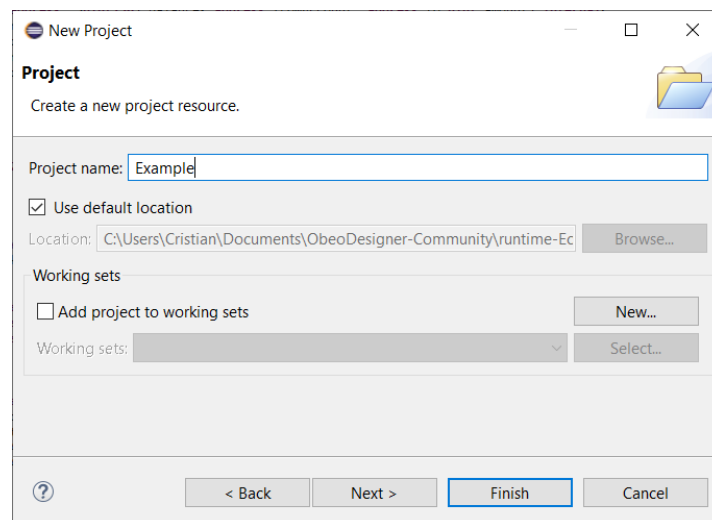 New Project
Project
Create a new project resource.
Project name: Example
Use default location
Location: C:\Users\Cristian\Documents\ObeoDesigner-Community\runtime-Ec Browse...
Working sets
Add project to working sets New...
Working sets: Select...
? < Back Next > Finish Cancel